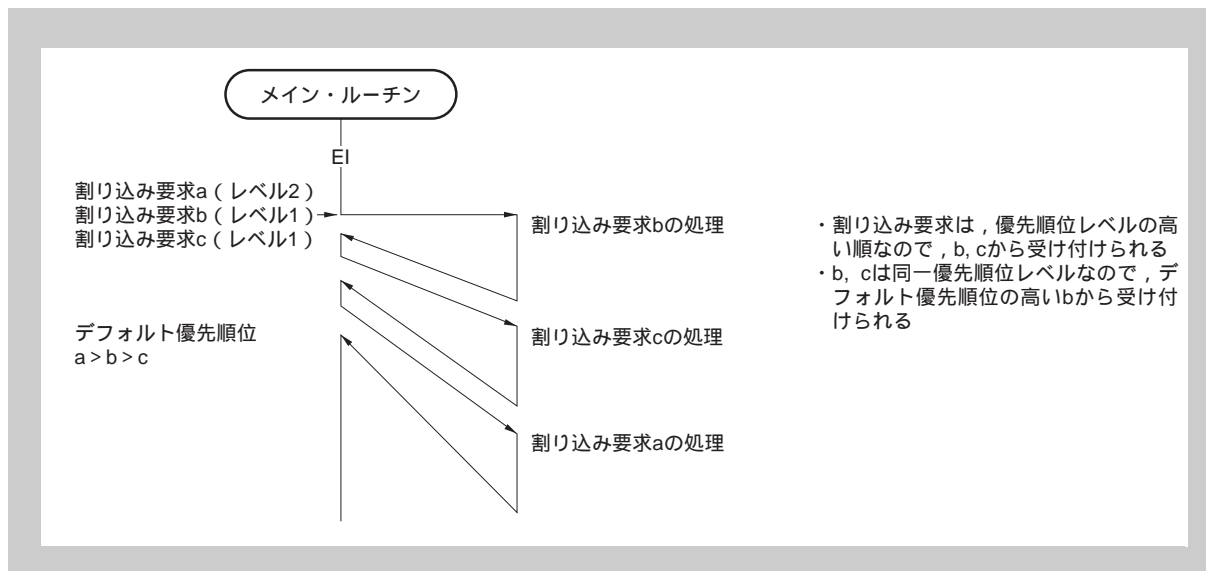 メイン・ルーチン
EI
割り込み要求a(レベル2)
割り込み要求b(レベル1)
割り込み要求c(レベル1)
デフォルト優先順位
a>b>c
割り込み要求bの処理
割り込み要求cの処理
割り込み要求aの処理
・割り込み要求は,優先順位レベルの高
い順なので,b, cから受け付けられる
・b, cは同一優先順位レベルなので,デ
フォルト優先順位の高いbから受け付
けられる